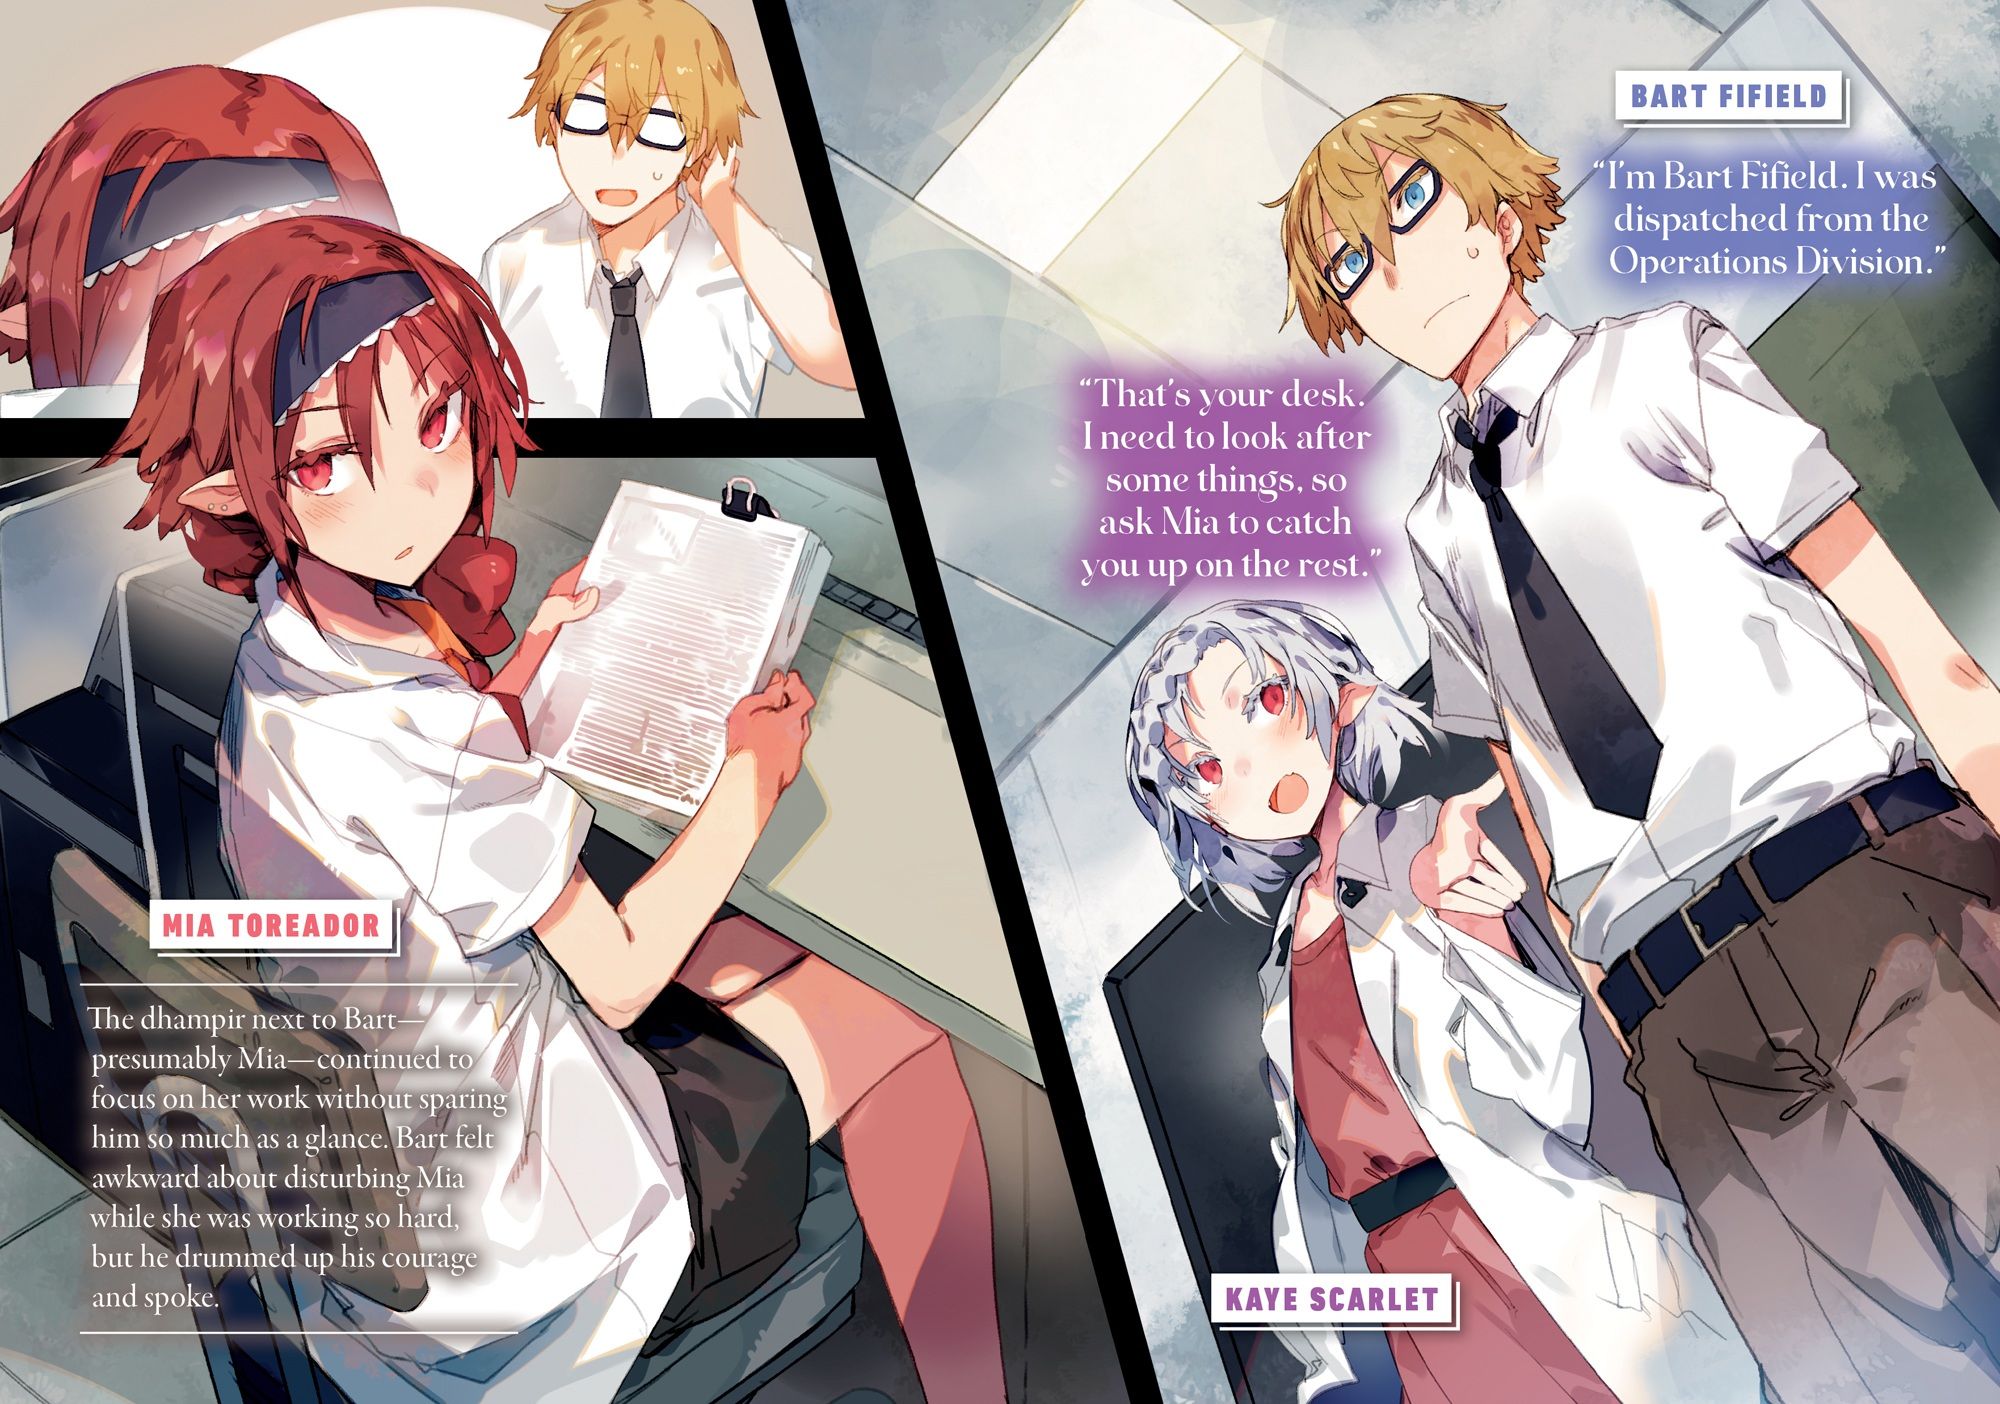 BART FIFIELD
“I'm Bart Fifield. I was
dispatched from the
Operations Division.”
“That's your desk.
I need to look after
some things, so
ask Mia to catch
you up on the rest.”
KAYE SCARLET
MIA TOREADOR
The dhampir next to Bart—
presumably Mia—continued to
focus on her work without sparing
him so much as a glance. Bart felt
awkward about disturbing Mia
while she was working so hard,
but he drummed up his courage
and spoke.